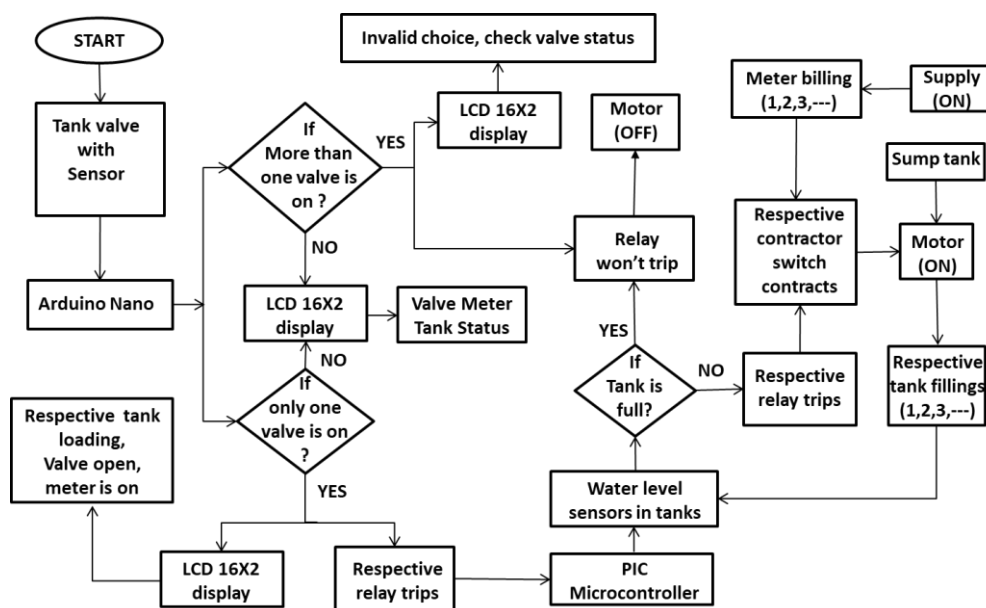 START
Tank valve
with
Sensor
Arduino Nano
If
More than
one valve is
on ?
YES
NO
LCD 16X2
display
Invalid choice, check valve status
LCD 16X2
display
Valve Meter
Tank Status
NO
If
only one
valve is on
?
YES
Respective tank
loading,
Valve open,
meter is on
LCD 16X2
display
Respective
relay trips
PIC
Microcontroller
Water level
sensors in tanks
If
Tank is
full?
YES
NO
Relay
won't trip
Motor
(OFF)
Respective
relay trips
Respective
contractor
switch
contracts
Meter billing
(1,2,3,---)
Supply
(ON)
Sump tank
Motor
(ON)
Respective
tank fillings
(1,2,3,---)